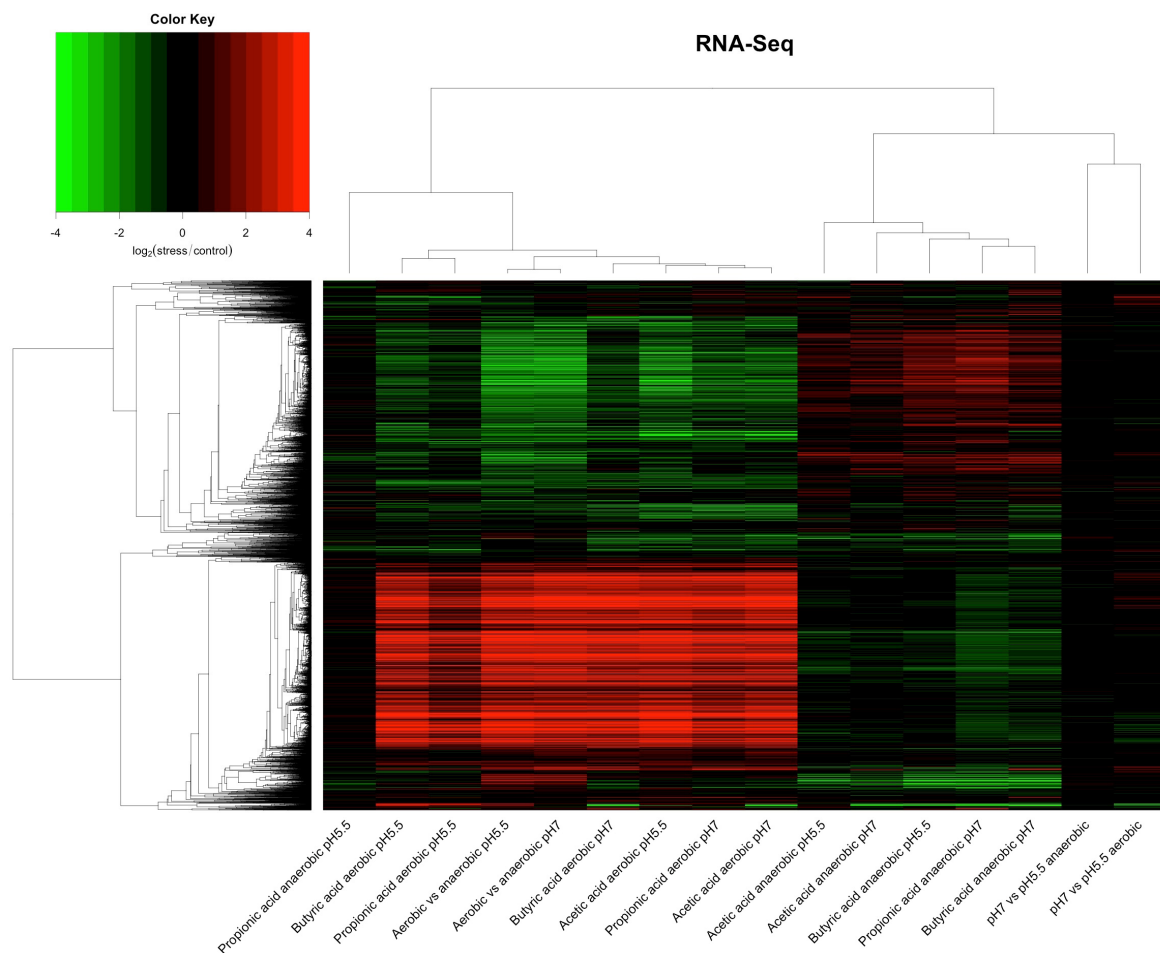 Color Key
RNA-Seq
-4 -2 0 2 4
log2(stress/control)
Propionic acid anaerobic pH5.5
Butyric acid aerobic pH5.5
Propionic acid aerobic pH5.5
Aerobic vs anaerobic pH5.5
Aerobic vs anaerobic pH7
Butyric acid aerobic pH7
Acetic acid aerobic pH5.5
Propionic acid aerobic pH7
Acetic acid aerobic pH7
Acetic acid anaerobic pH5.5
Acetic acid anaerobic pH7
Butyric acid anaerobic pH5.5
Propionic acid anaerobic pH7
Butyric acid anaerobic pH7
pH7 vs pH5.5 anaerobic
pH7 vs pH5.5 aerobic